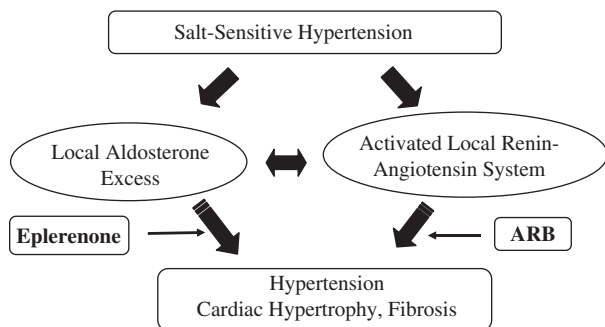 Salt-Sensitive Hypertension
Local Aldosterone
Excess
Activated Local Renin-
Angiotensin System
Eplerenone
ARB
Hypertension
Cardiac Hypertrophy, Fibrosis